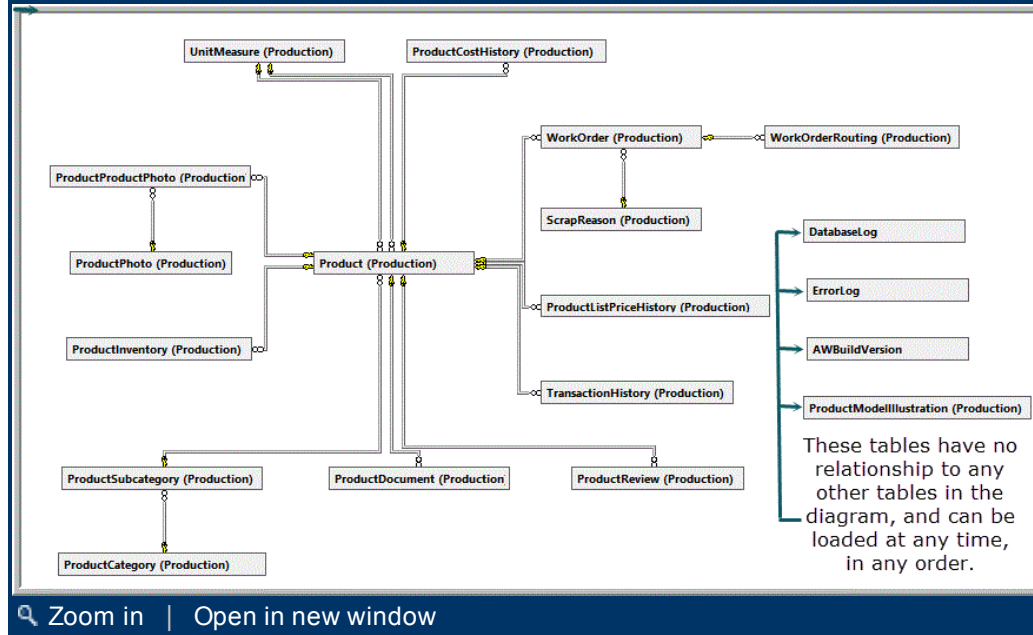 UnitMeasure (Production)
ProductCostHistory (Production)
WorkOrder (Production)
WorkOrderRouting (Production)
ProductProductPhoto (Production
ScrapReason (Production)
DatabaseLog
ProductPhoto (Production)
Product (Production)
ErrorLog
ProductListPriceHistory (Production)
ProductInventory (Production)
AWBuildVersion
TransactionHistory (Production)
ProductModelIllustration (Production)
These tables have no
relationship to any
other tables in the
diagram, and can be
loaded at any time,
in any order.
ProductSubcategory (Production)
ProductDocument (Production
ProductReview (Production)
ProductCategory (Production)
Zoom in | Open in new window